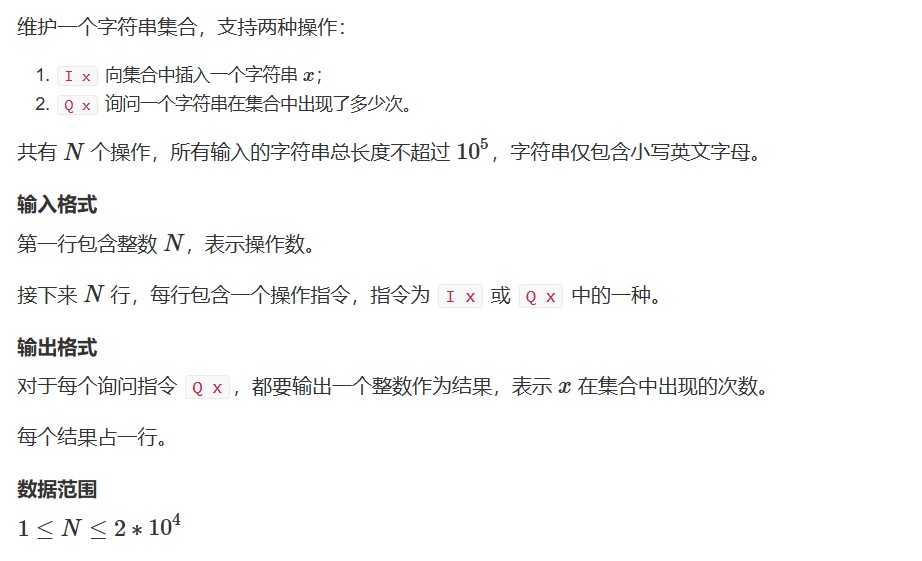 维护一个字符串集合，支持两种操作：
1. I x 向集合中插入一个字符串 x；
2. Q x 询问一个字符串在集合中出现了多少次。
共有 N 个操作，所有输入的字符串总长度不超过 10⁵，字符串仅包含小写英文字母。
输入格式
第一行包含整数 N，表示操作数。
接下来 N 行，每行包含一个操作指令，指令为 I x 或 Q x 中的一种。
输出格式
对于每个询问指令 Q x，都要输出一个整数作为结果，表示 x 在集合中出现的次数。
每个结果占一行。
数据范围
1 ≤ N ≤ 2 * 10⁴